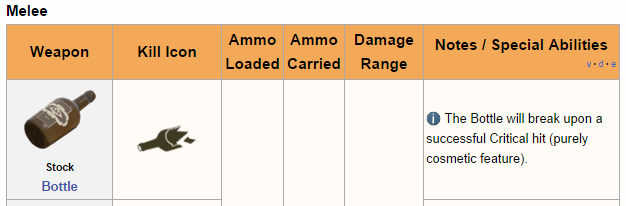 Melee
Weapon
Kill Icon
Ammo
Loaded
Ammo
Carried
Damage
Range
Notes / Special Abilities
v · d · e
Stock
Bottle
The Bottle will break upon a
successful Critical hit (purely
cosmetic feature).